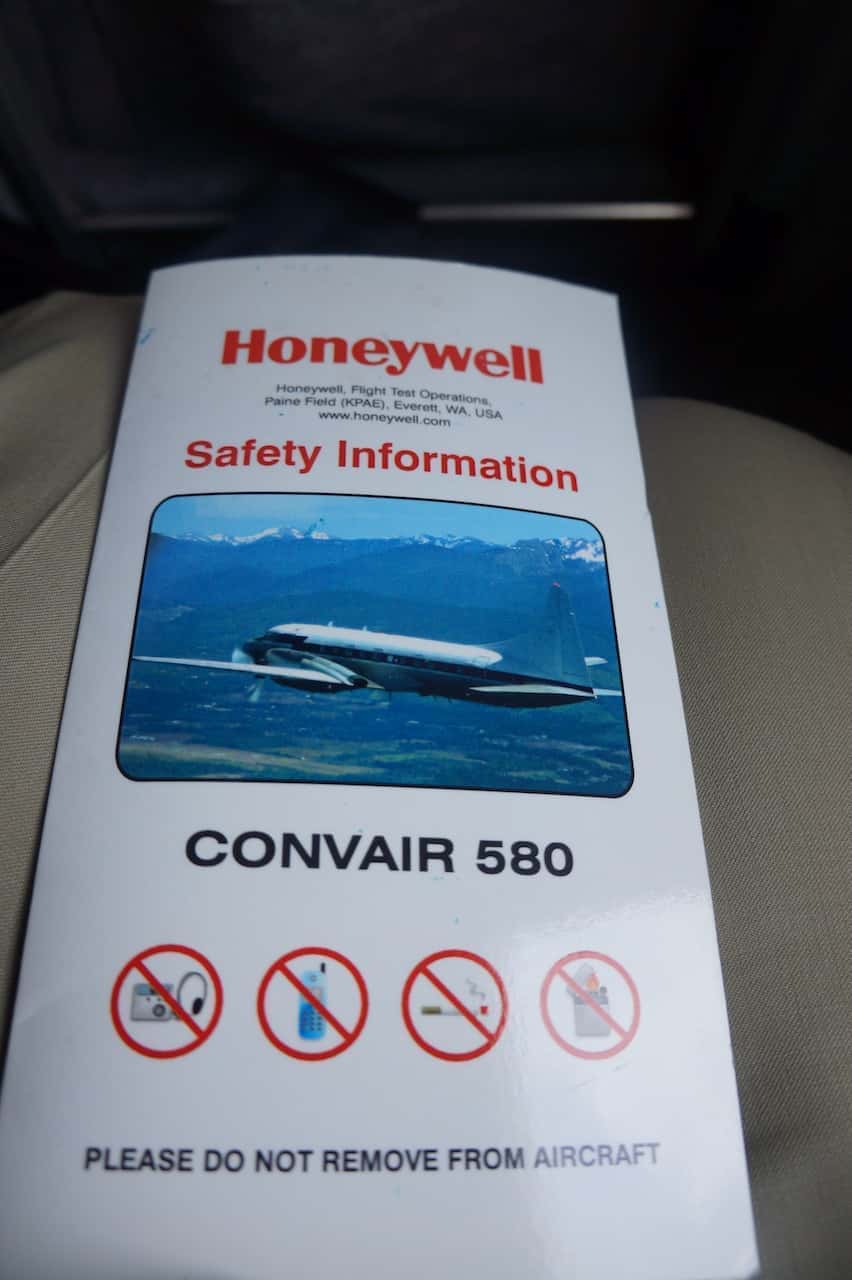 Honeywell
Honeywell, Flight Test Operations,
Paine Field (KPAE), Everett, WA, USA
www.honeywell.com
Safety Information
CONVAIR 580
PLEASE DO NOT REMOVE FROM AIRCRAFT